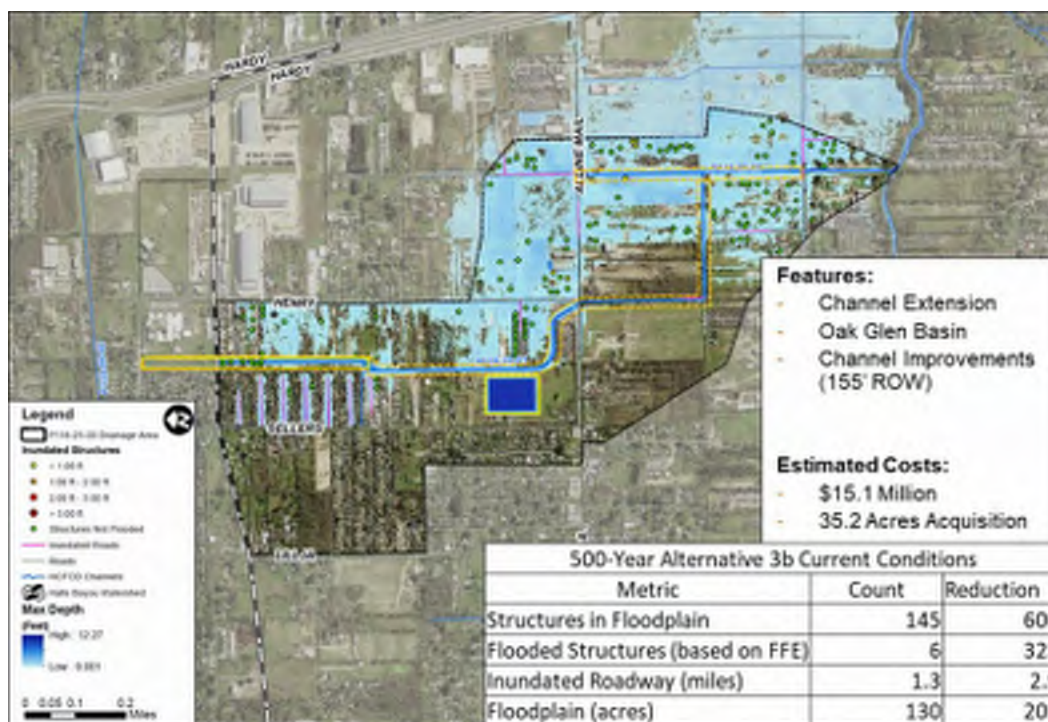 HARDY
HARDY
ALDINE MAIL
HENRY
SELLERS
Features:
- Channel Extension
- Oak Glen Basin
- Channel Improvements
(155' ROW)
Estimated Costs:
- $15.1 Million
- 35.2 Acres Acquisition
Legend
Drainage Area
Inundated Structures
< 1.00 ft
1.00 ft - 2.00 ft
2.00 ft - 3.00 ft
> 3.00 ft
Structures Not Flooded
Inundated Roads
Roads
HCFCD Channels
Halls Bayou Watershed
Max Depth
(Feet)
High : 12.27
Low : 0.001
0 0.05 0.1 0.2
Miles
500-Year Alternative 3b Current Conditions
Metric Count Reduction
Structures in Floodplain 145 60
Flooded Structures (based on FFE) 6 32
Inundated Roadway (miles) 1.3 2.
Floodplain (acres) 130 20